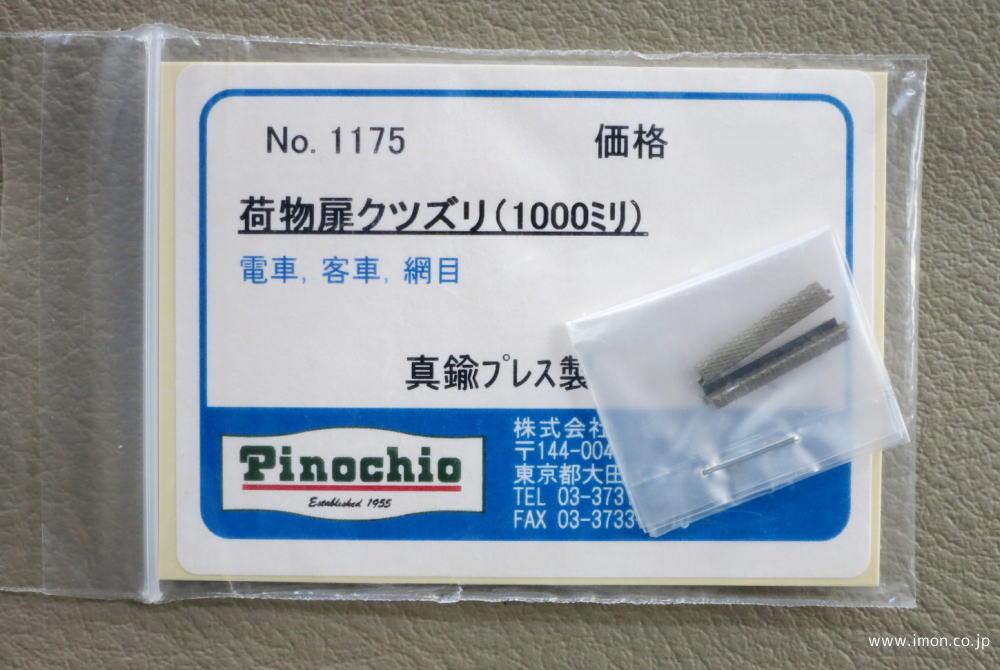 No. 1175 価格
荷物扉クツズリ(1000ミリ)
電車, 客車, 網目
真鍮プレス製
Pinochio
Established 1955
株式会社
〒144-004
東京都大田
TEL 03-373
FAX 03-3733
www.imon.co.jp